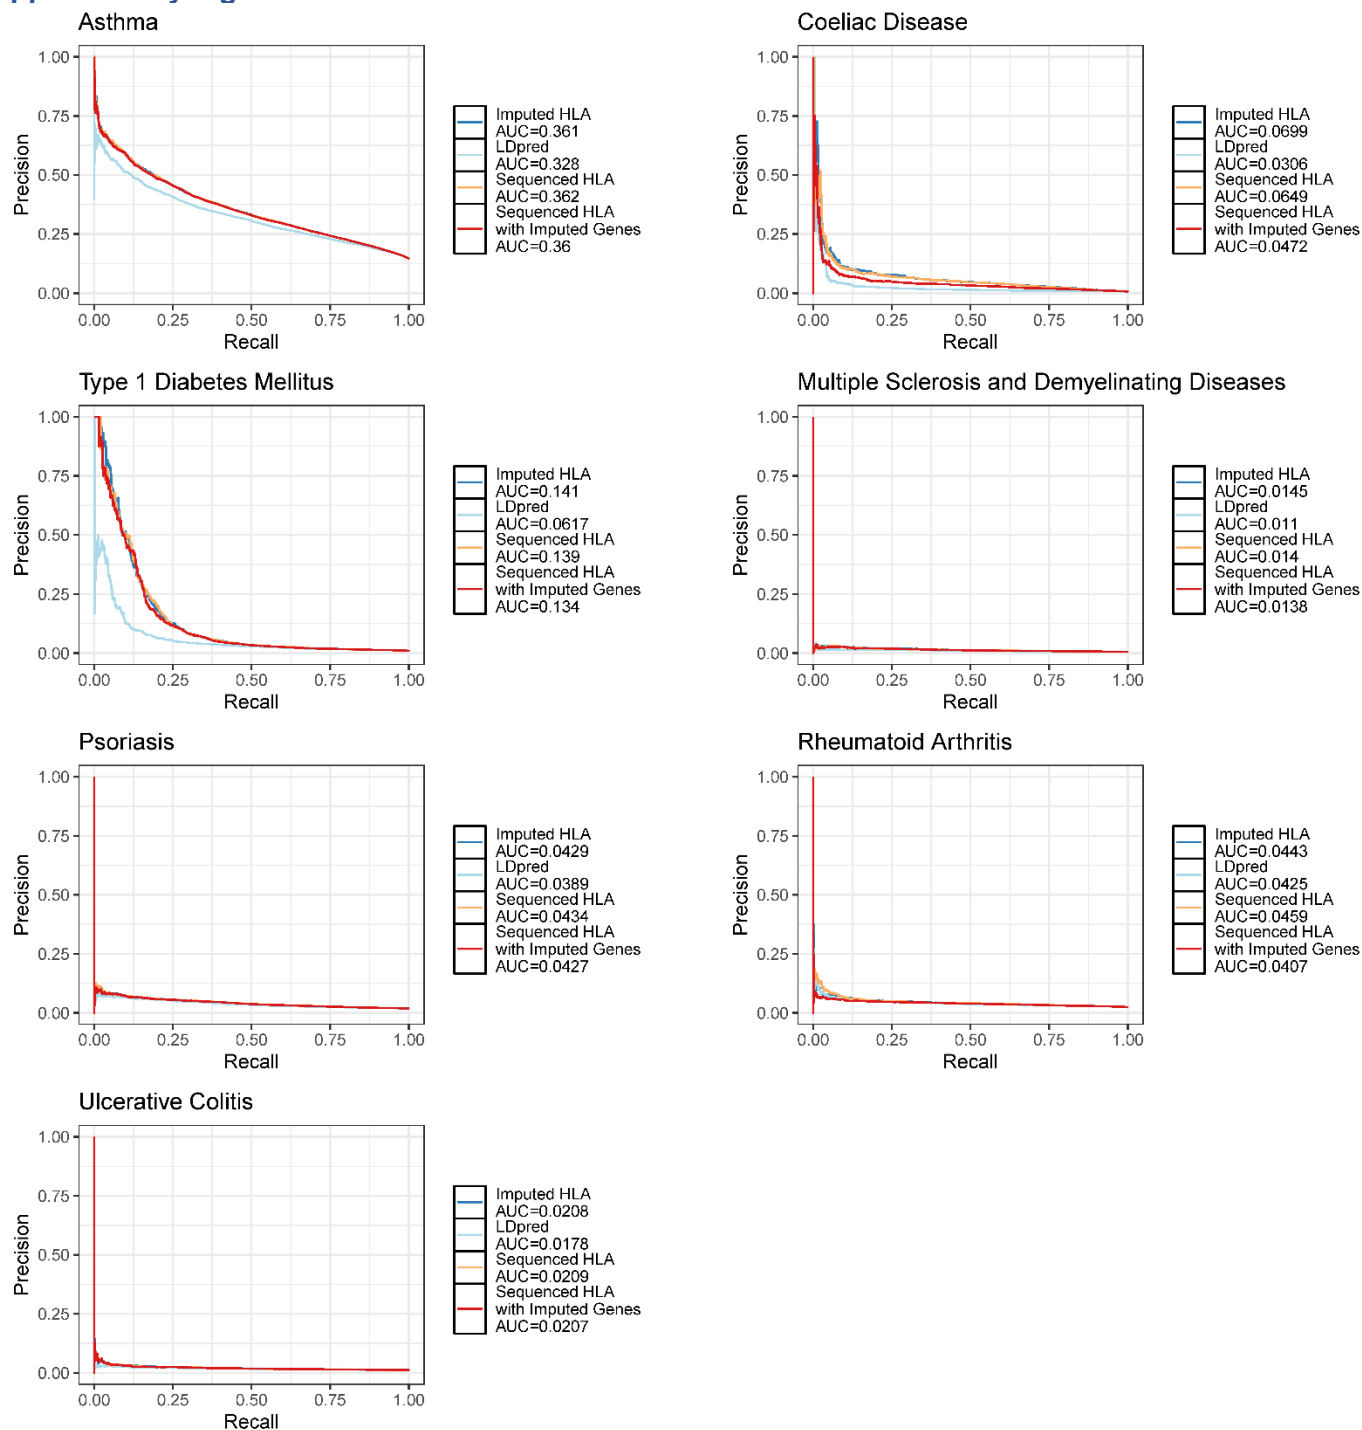 Asthma
1.00
0.75
0.50
0.25
0.00
Precision
0.00 0.25 0.50 0.75 1.00
Recall
Imputed HLA
AUC=0.361
LDpred
AUC=0.328
Sequenced HLA
AUC=0.362
Sequenced HLA
with Imputed Genes
AUC=0.36
Coeliac Disease
1.00
0.75
0.50
0.25
0.00
Precision
0.00 0.25 0.50 0.75 1.00
Recall
Imputed HLA
AUC=0.0699
LDpred
AUC=0.0306
Sequenced HLA
AUC=0.0649
Sequenced HLA
with Imputed Genes
AUC=0.0472
Type 1 Diabetes Mellitus
1.00
0.75
0.50
0.25
0.00
Precision
0.00 0.25 0.50 0.75 1.00
Recall
Imputed HLA
AUC=0.141
LDpred
AUC=0.0617
Sequenced HLA
AUC=0.139
Sequenced HLA
with Imputed Genes
AUC=0.134
Multiple Sclerosis and Demyelinating Diseases
1.00
0.75
0.50
0.25
0.00
Precision
0.00 0.25 0.50 0.75 1.00
Recall
Imputed HLA
AUC=0.0145
LDpred
AUC=0.011
Sequenced HLA
AUC=0.014
Sequenced HLA
with Imputed Genes
AUC=0.0138
Psoriasis
1.00
0.75
0.50
0.25
0.00
Precision
0.00 0.25 0.50 0.75 1.00
Recall
Imputed HLA
AUC=0.0429
LDpred
AUC=0.0389
Sequenced HLA
AUC=0.0434
Sequenced HLA
with Imputed Genes
AUC=0.0427
Rheumatoid Arthritis
1.00
0.75
0.50
0.25
0.00
Precision
0.00 0.25 0.50 0.75 1.00
Recall
Imputed HLA
AUC=0.0443
LDpred
AUC=0.0425
Sequenced HLA
AUC=0.0459
Sequenced HLA
with Imputed Genes
AUC=0.0407
Ulcerative Colitis
1.00
0.75
0.50
0.25
0.00
Precision
0.00 0.25 0.50 0.75 1.00
Recall
Imputed HLA
AUC=0.0208
LDpred
AUC=0.0178
Sequenced HLA
AUC=0.0209
Sequenced HLA
with Imputed Genes
AUC=0.0207